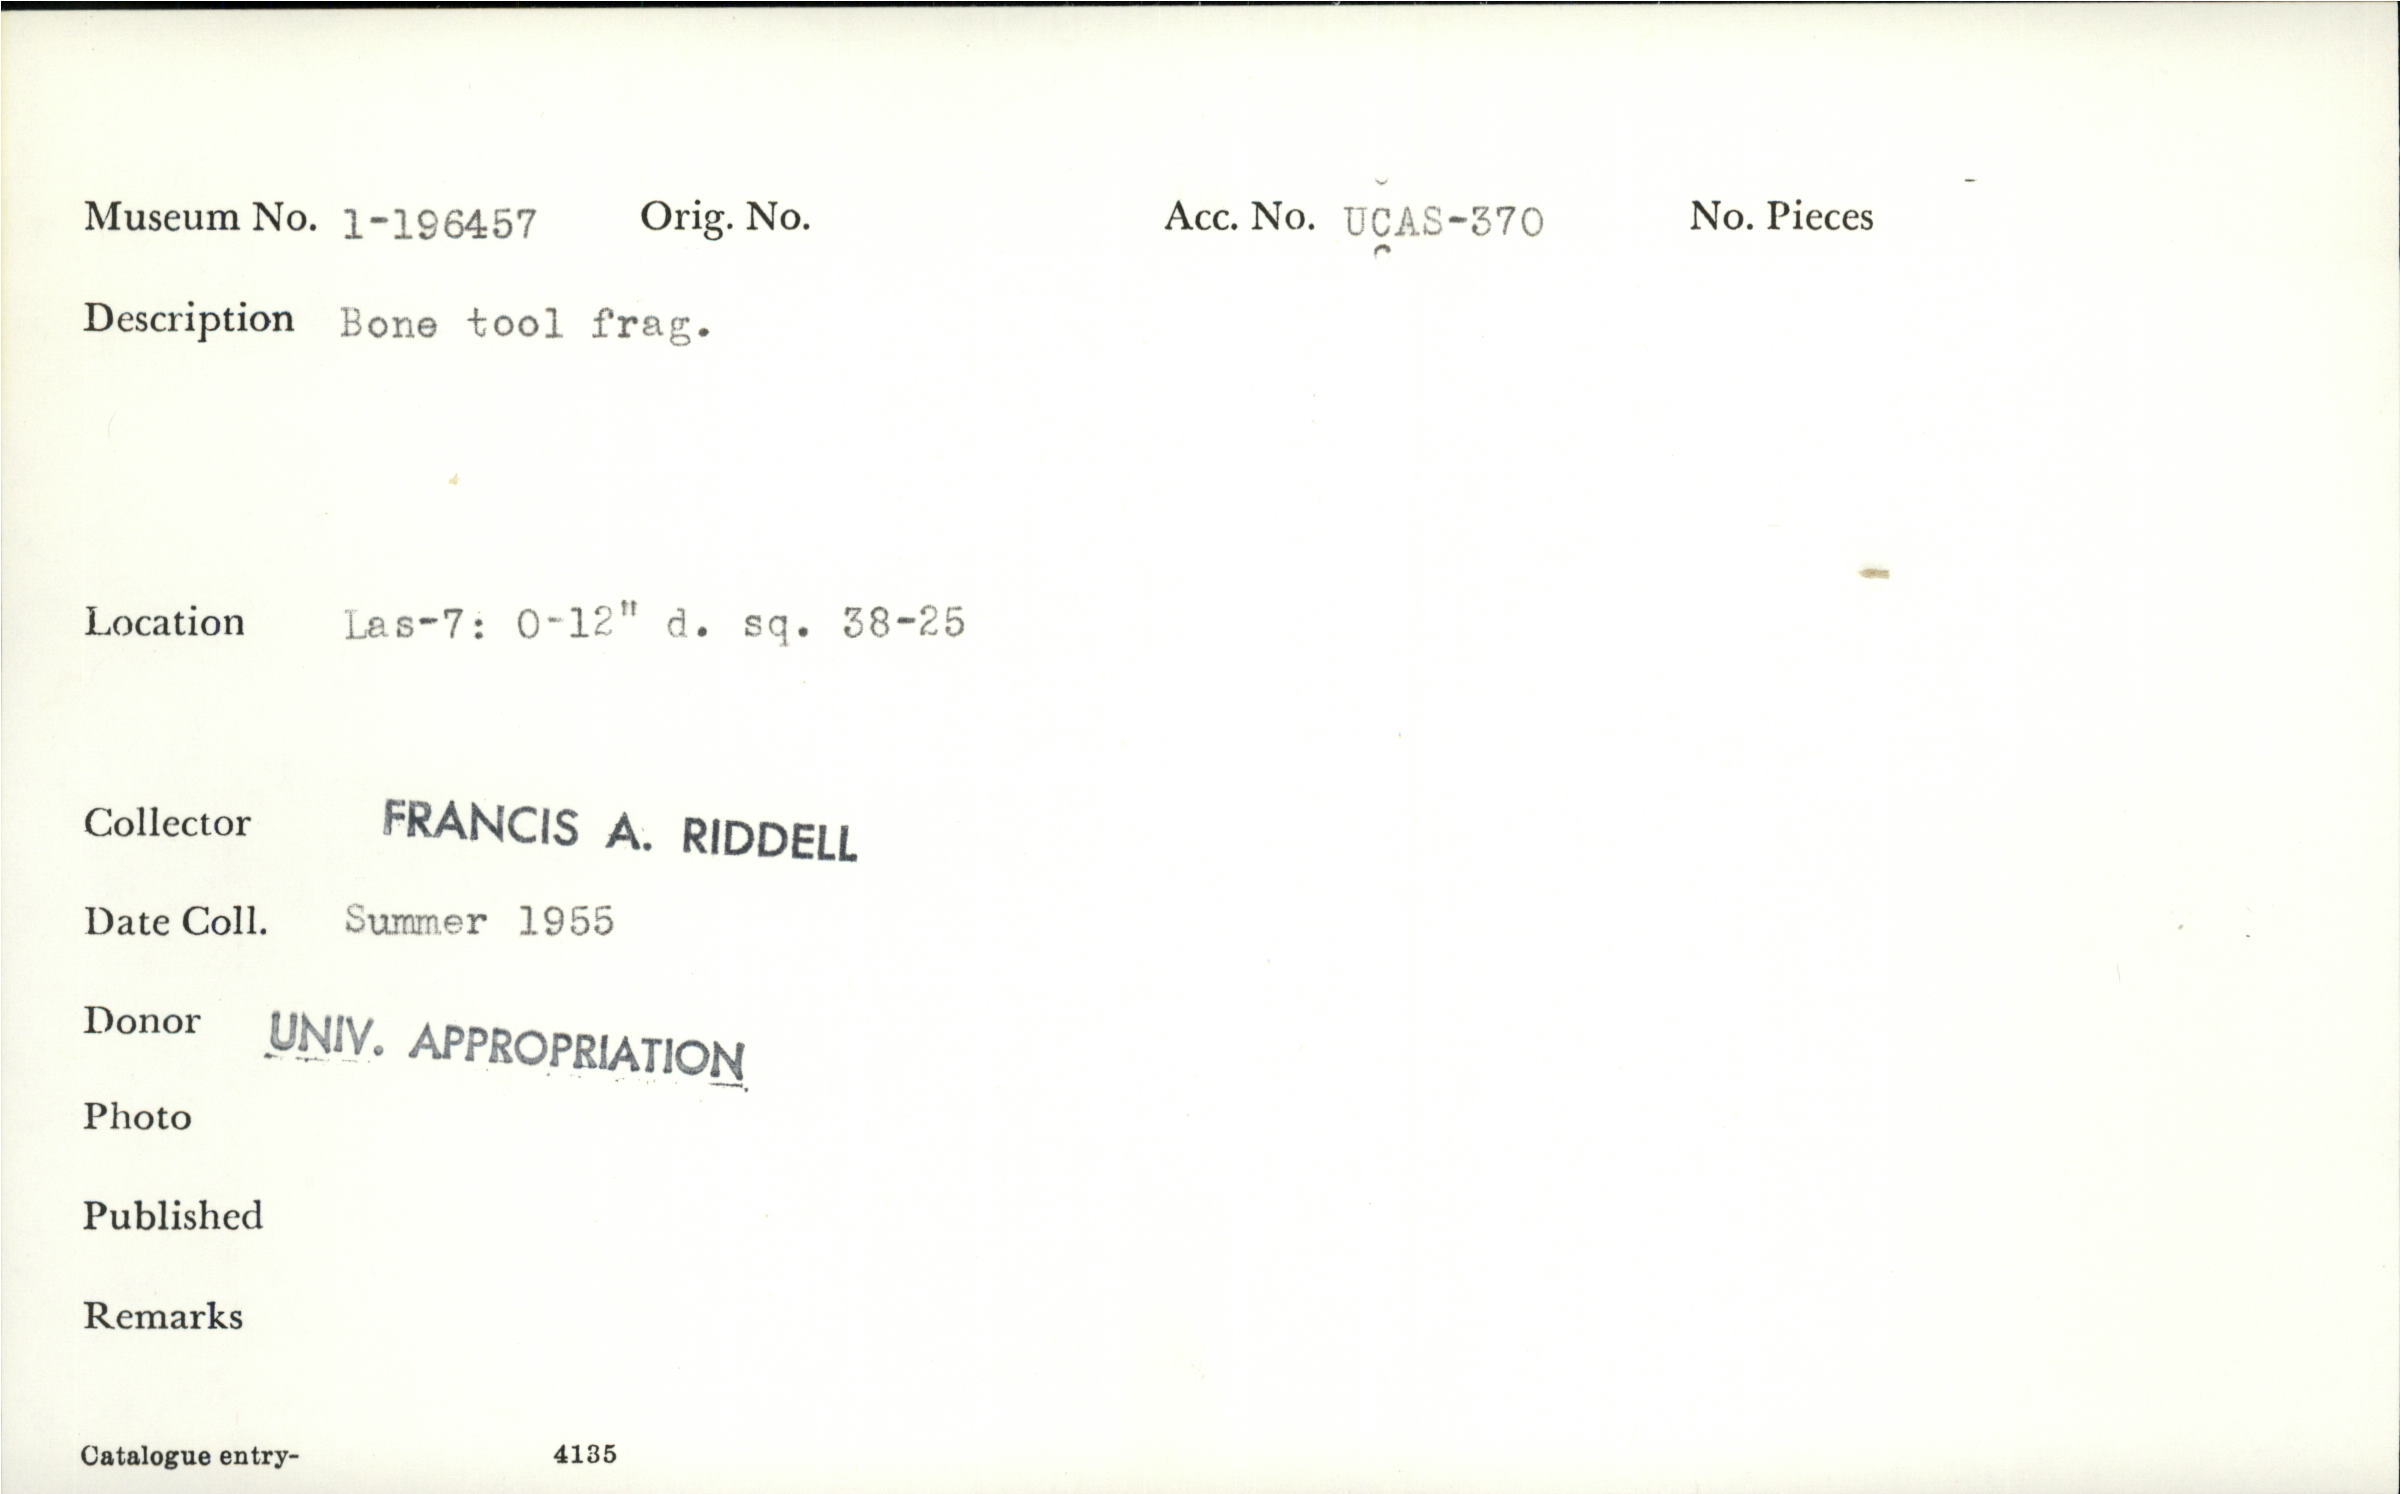 Museum No. 1-196457 Orig. No. Acc. No. UCAS-370 No. Pieces
Description Bone tool frag.
Location Las-7: 0-12" d. sq. 38-25
Collector FRANCIS A. RIDDELL
Date Coll. Summer 1955
Donor UNIV. APPROPRIATION
Photo
Published
Remarks
Catalogue entry- 4135